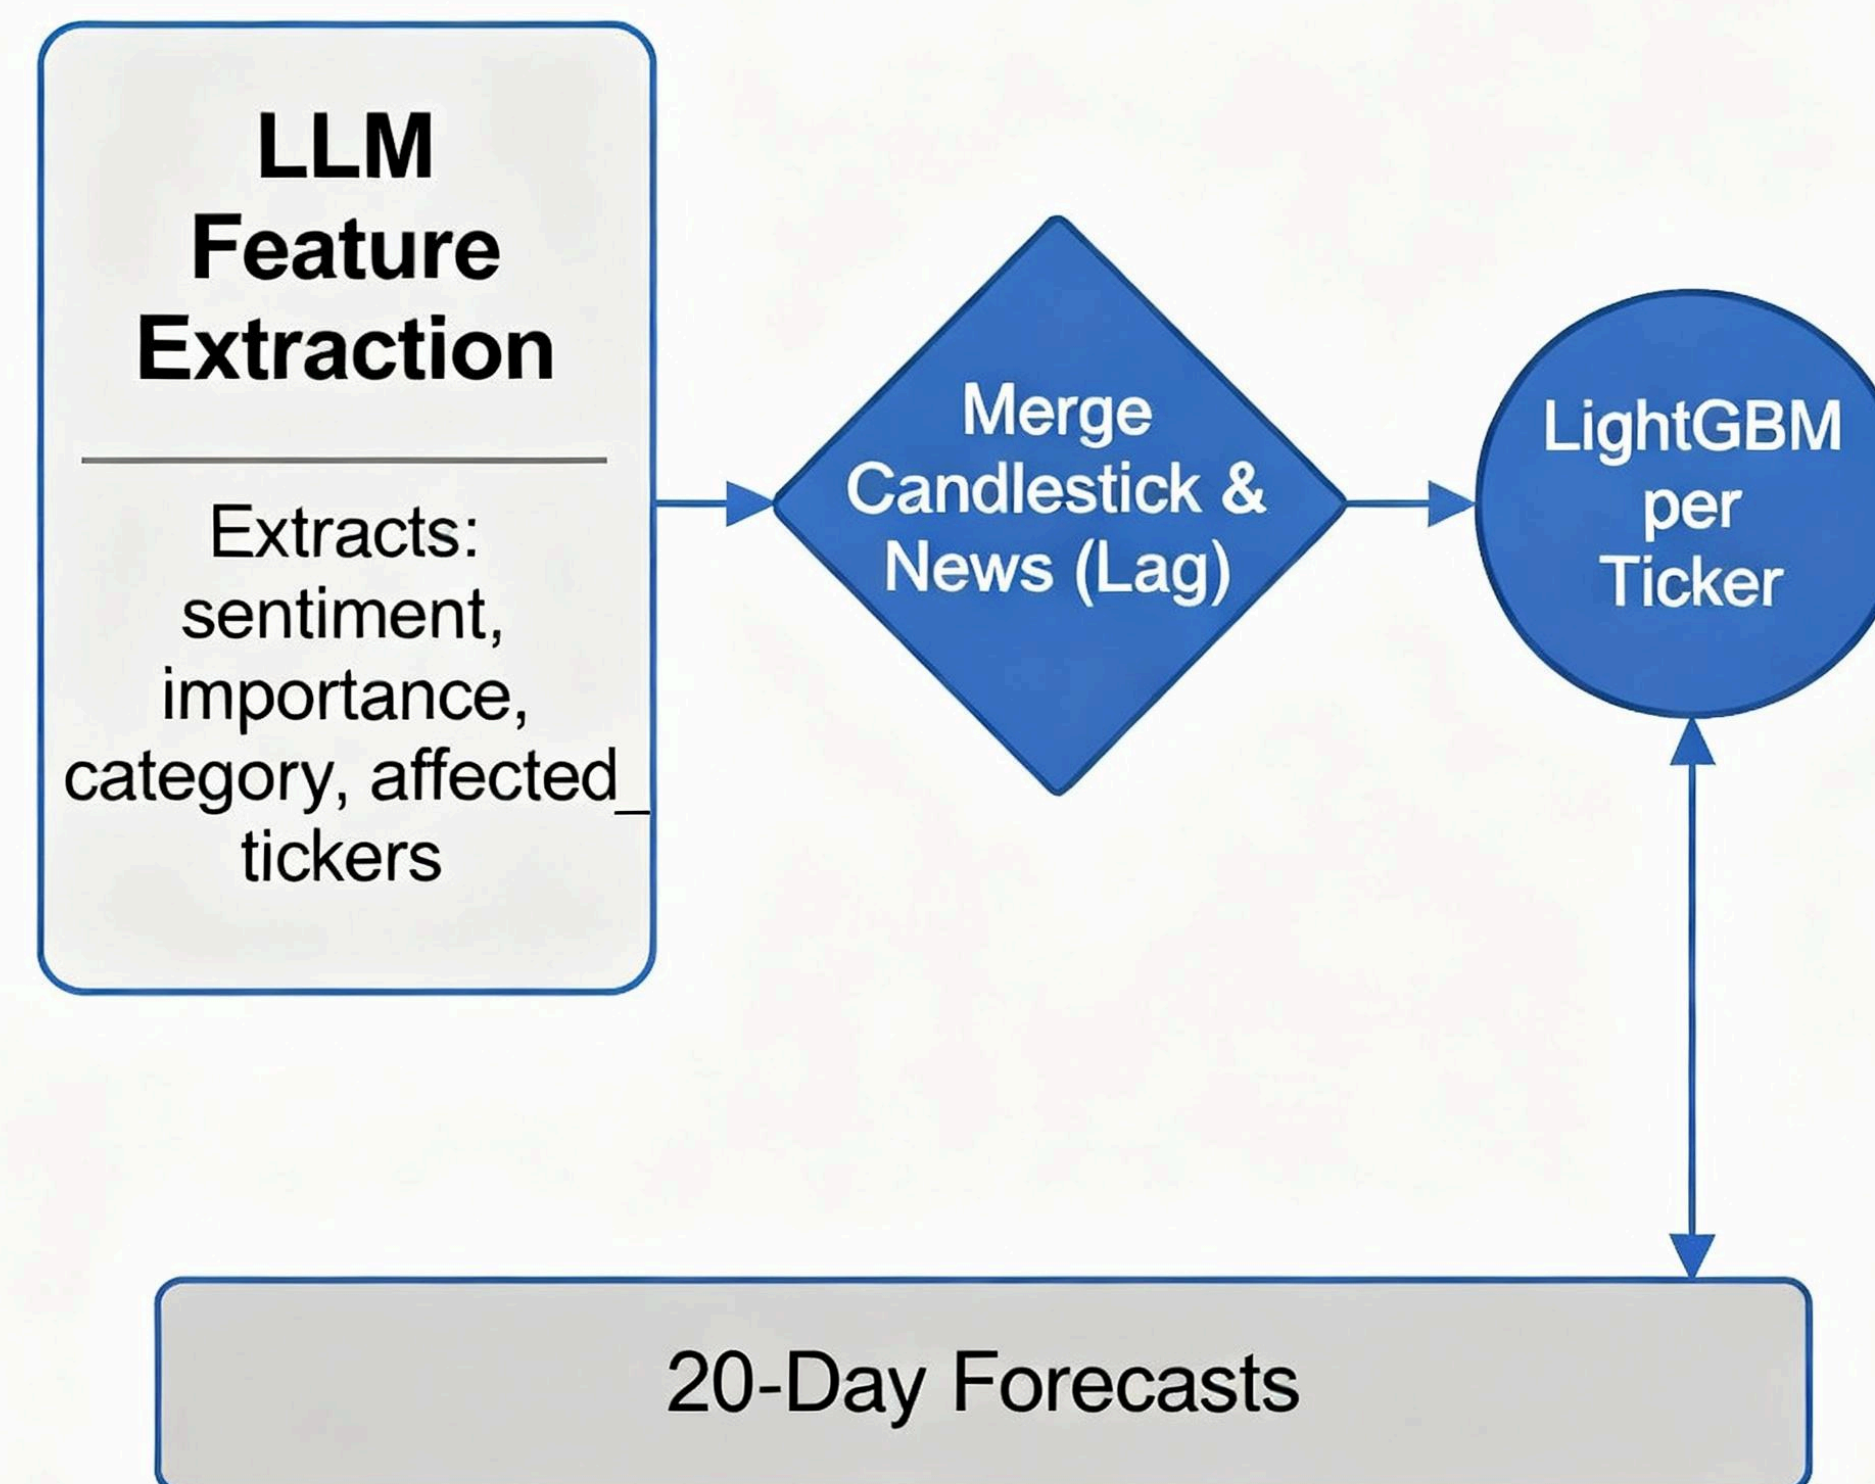 LLM
Feature
Extraction
Extracts:
sentiment,
importance,
category, affected_
tickers
Merge
Candlestick &
News (Lag)
LightGBM
per
Ticker
20-Day Forecasts